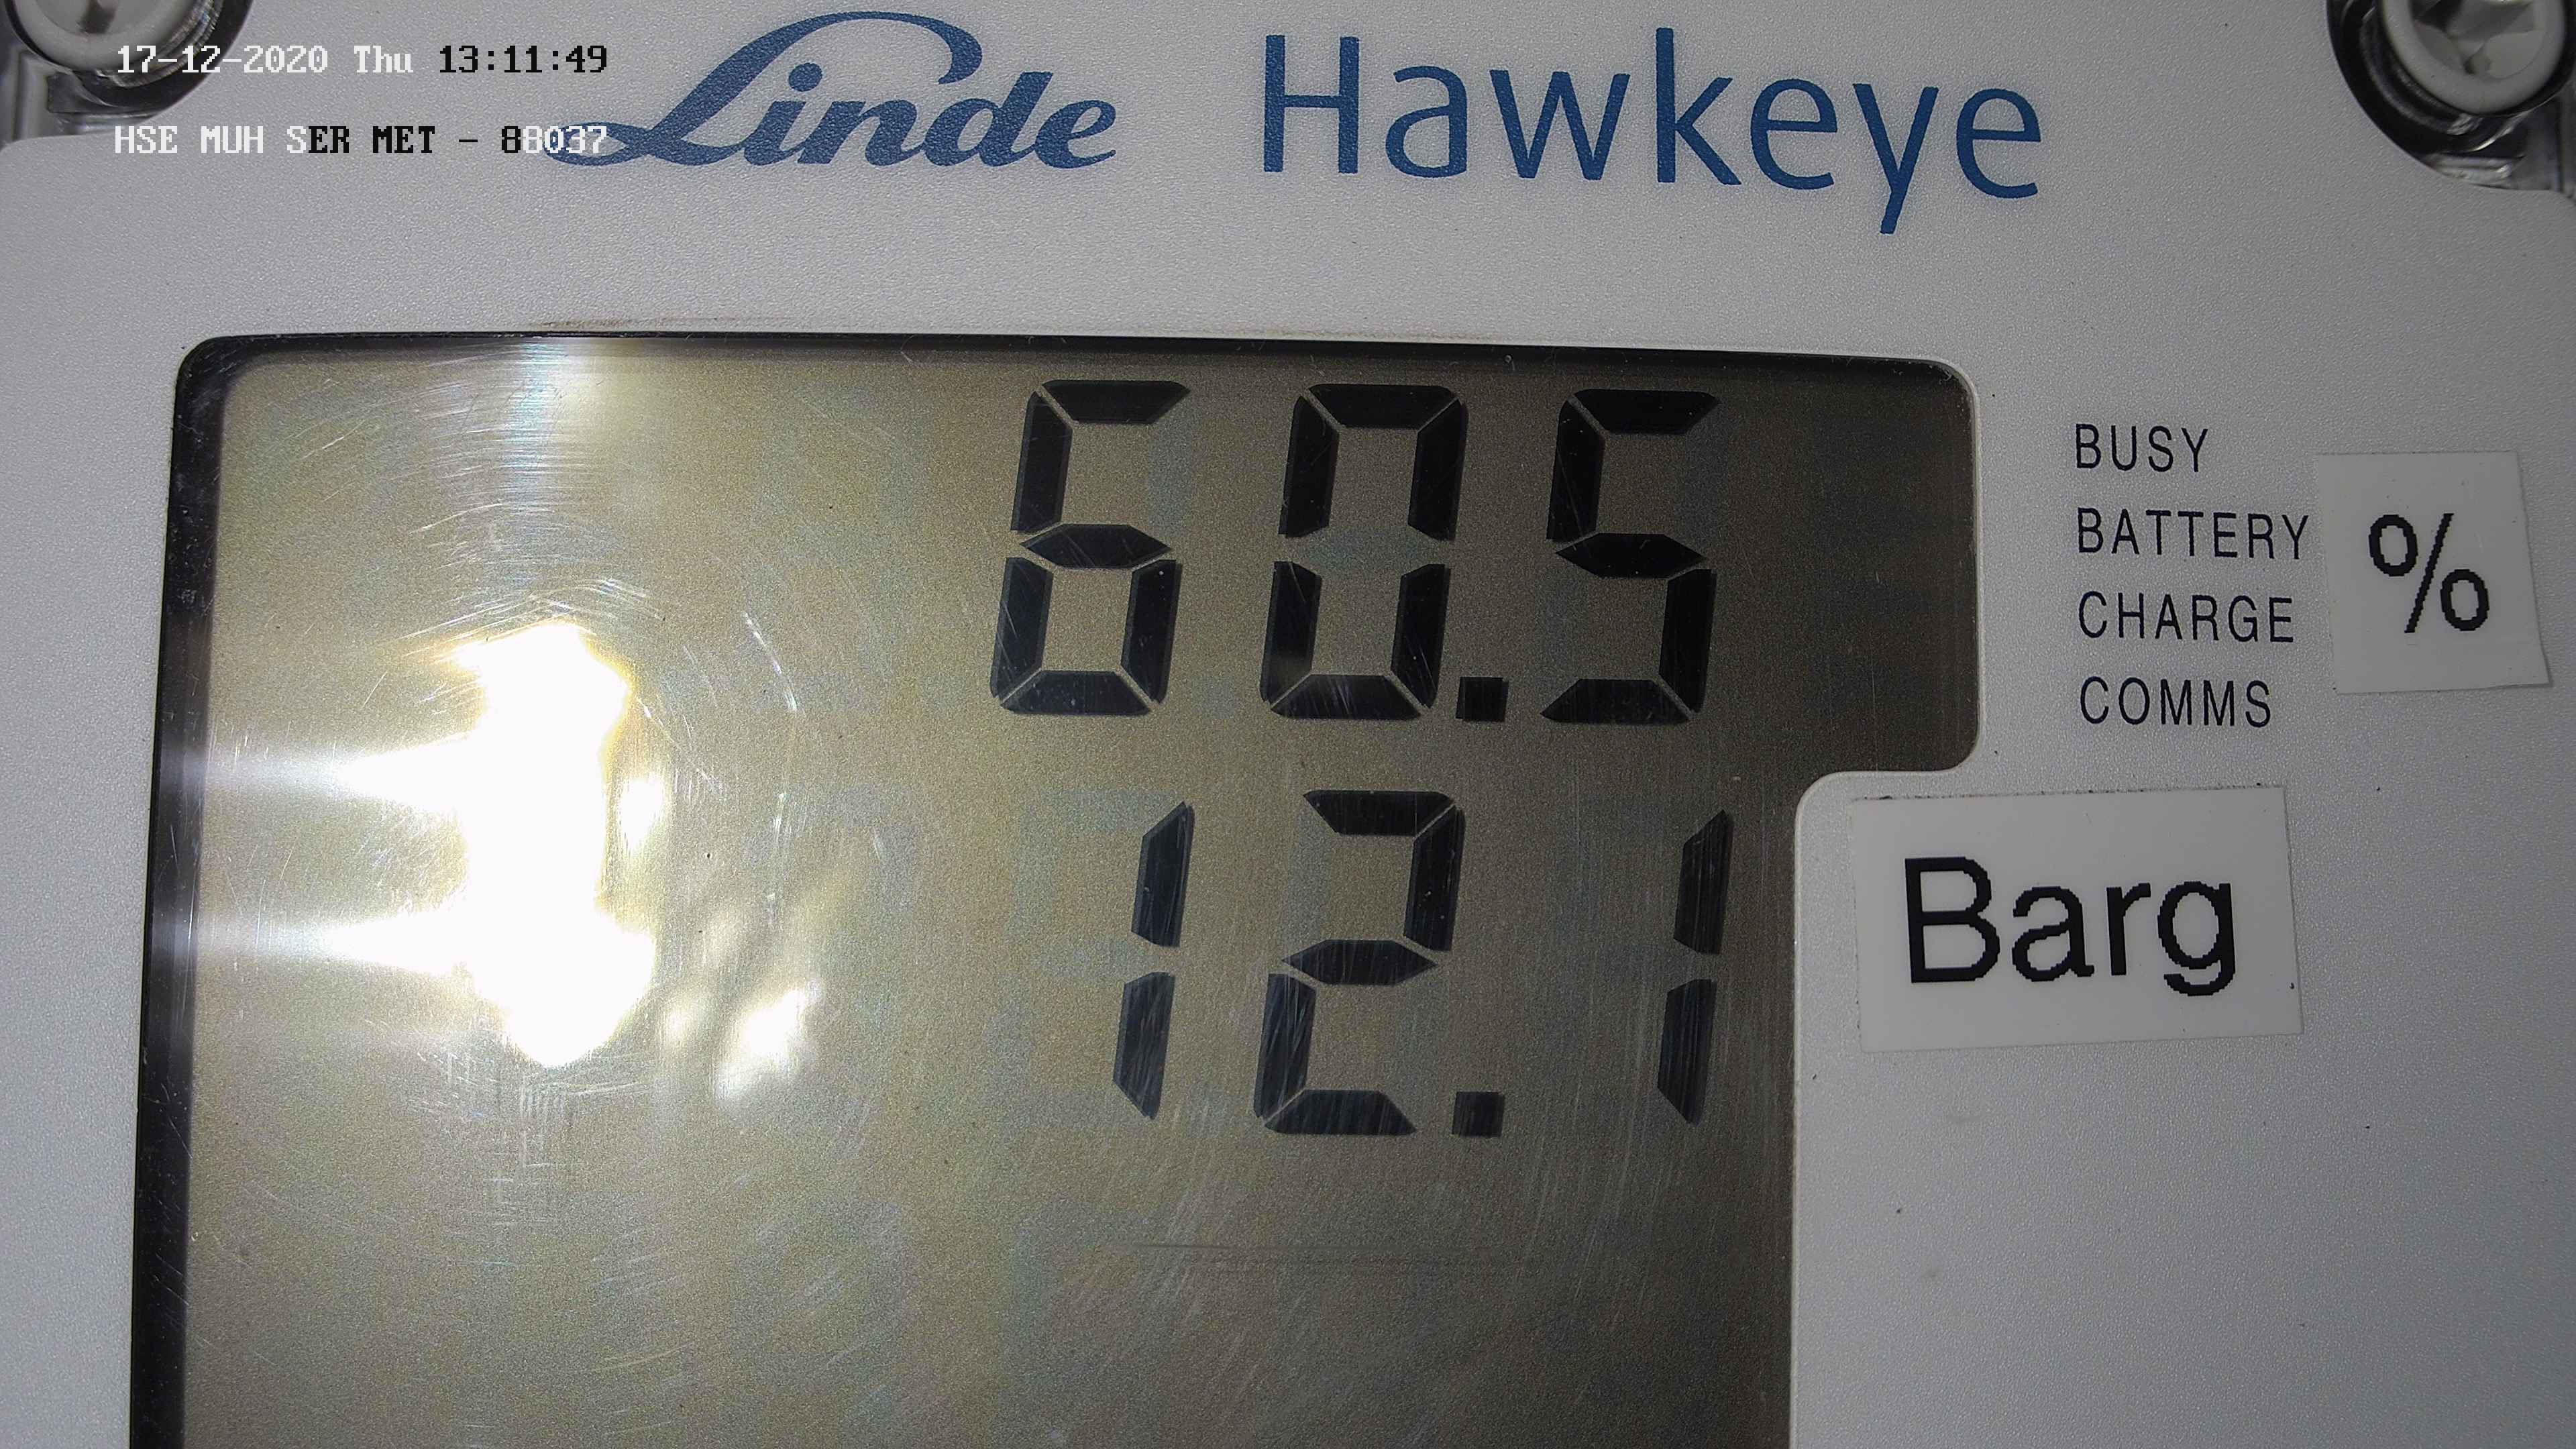 17-12-2020 Thu 13:11:49
HSE MUH SER MET - 88037
Linde Hawkeye
60.5
BUSY
BATTERY
CHARGE
COMMS
%
12.1
Barg